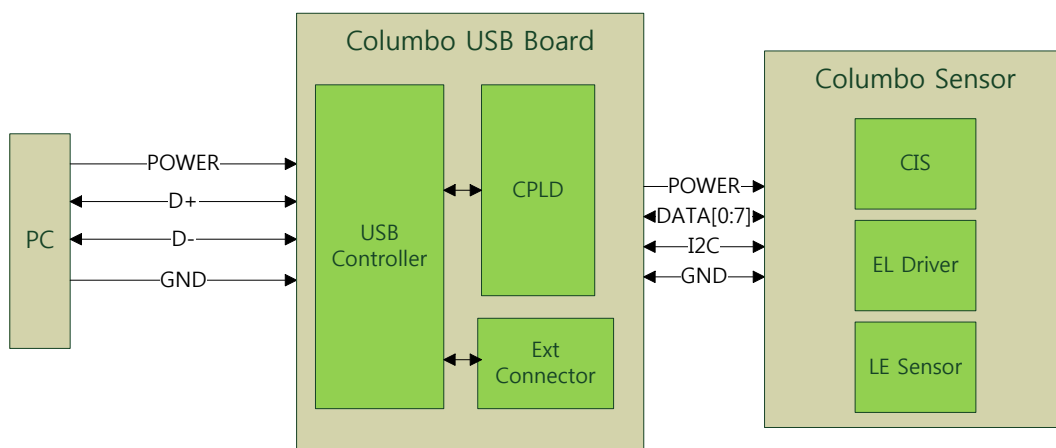 Columbo USB Board
Columbo Sensor
PC
POWER
D+
D-
GND
USB
Controller
CPLD
Ext
Connector
POWER
DATA[0:7]
I2C
GND
CIS
EL Driver
LE Sensor